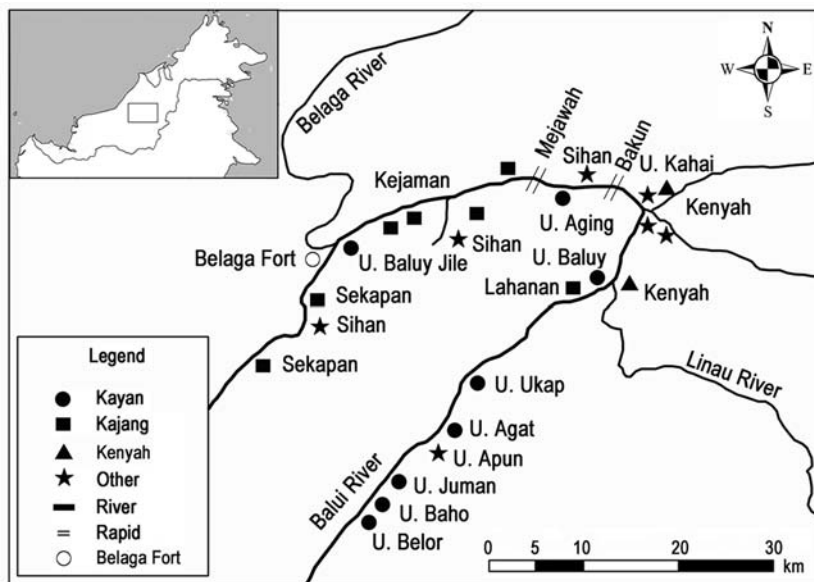 N
W E
S
Belaga River
Mejawah
Sihan
Bakun
U. Kahai
Kejaman
Kenyah
U. Aging
Sihan
Belaga Fort
U. Baluy Jile
U. Baluy
Sekapan
Lahanan
Kenyah
Sihan
Sekapan
Linau River
U. Ukap
U. Agat
U. Apun
Balui River
U. Juman
U. Baho
U. Belor
Legend
Kayan
Kajang
Kenyah
Other
River
Rapid
Belaga Fort
0 5 10 20 30
km